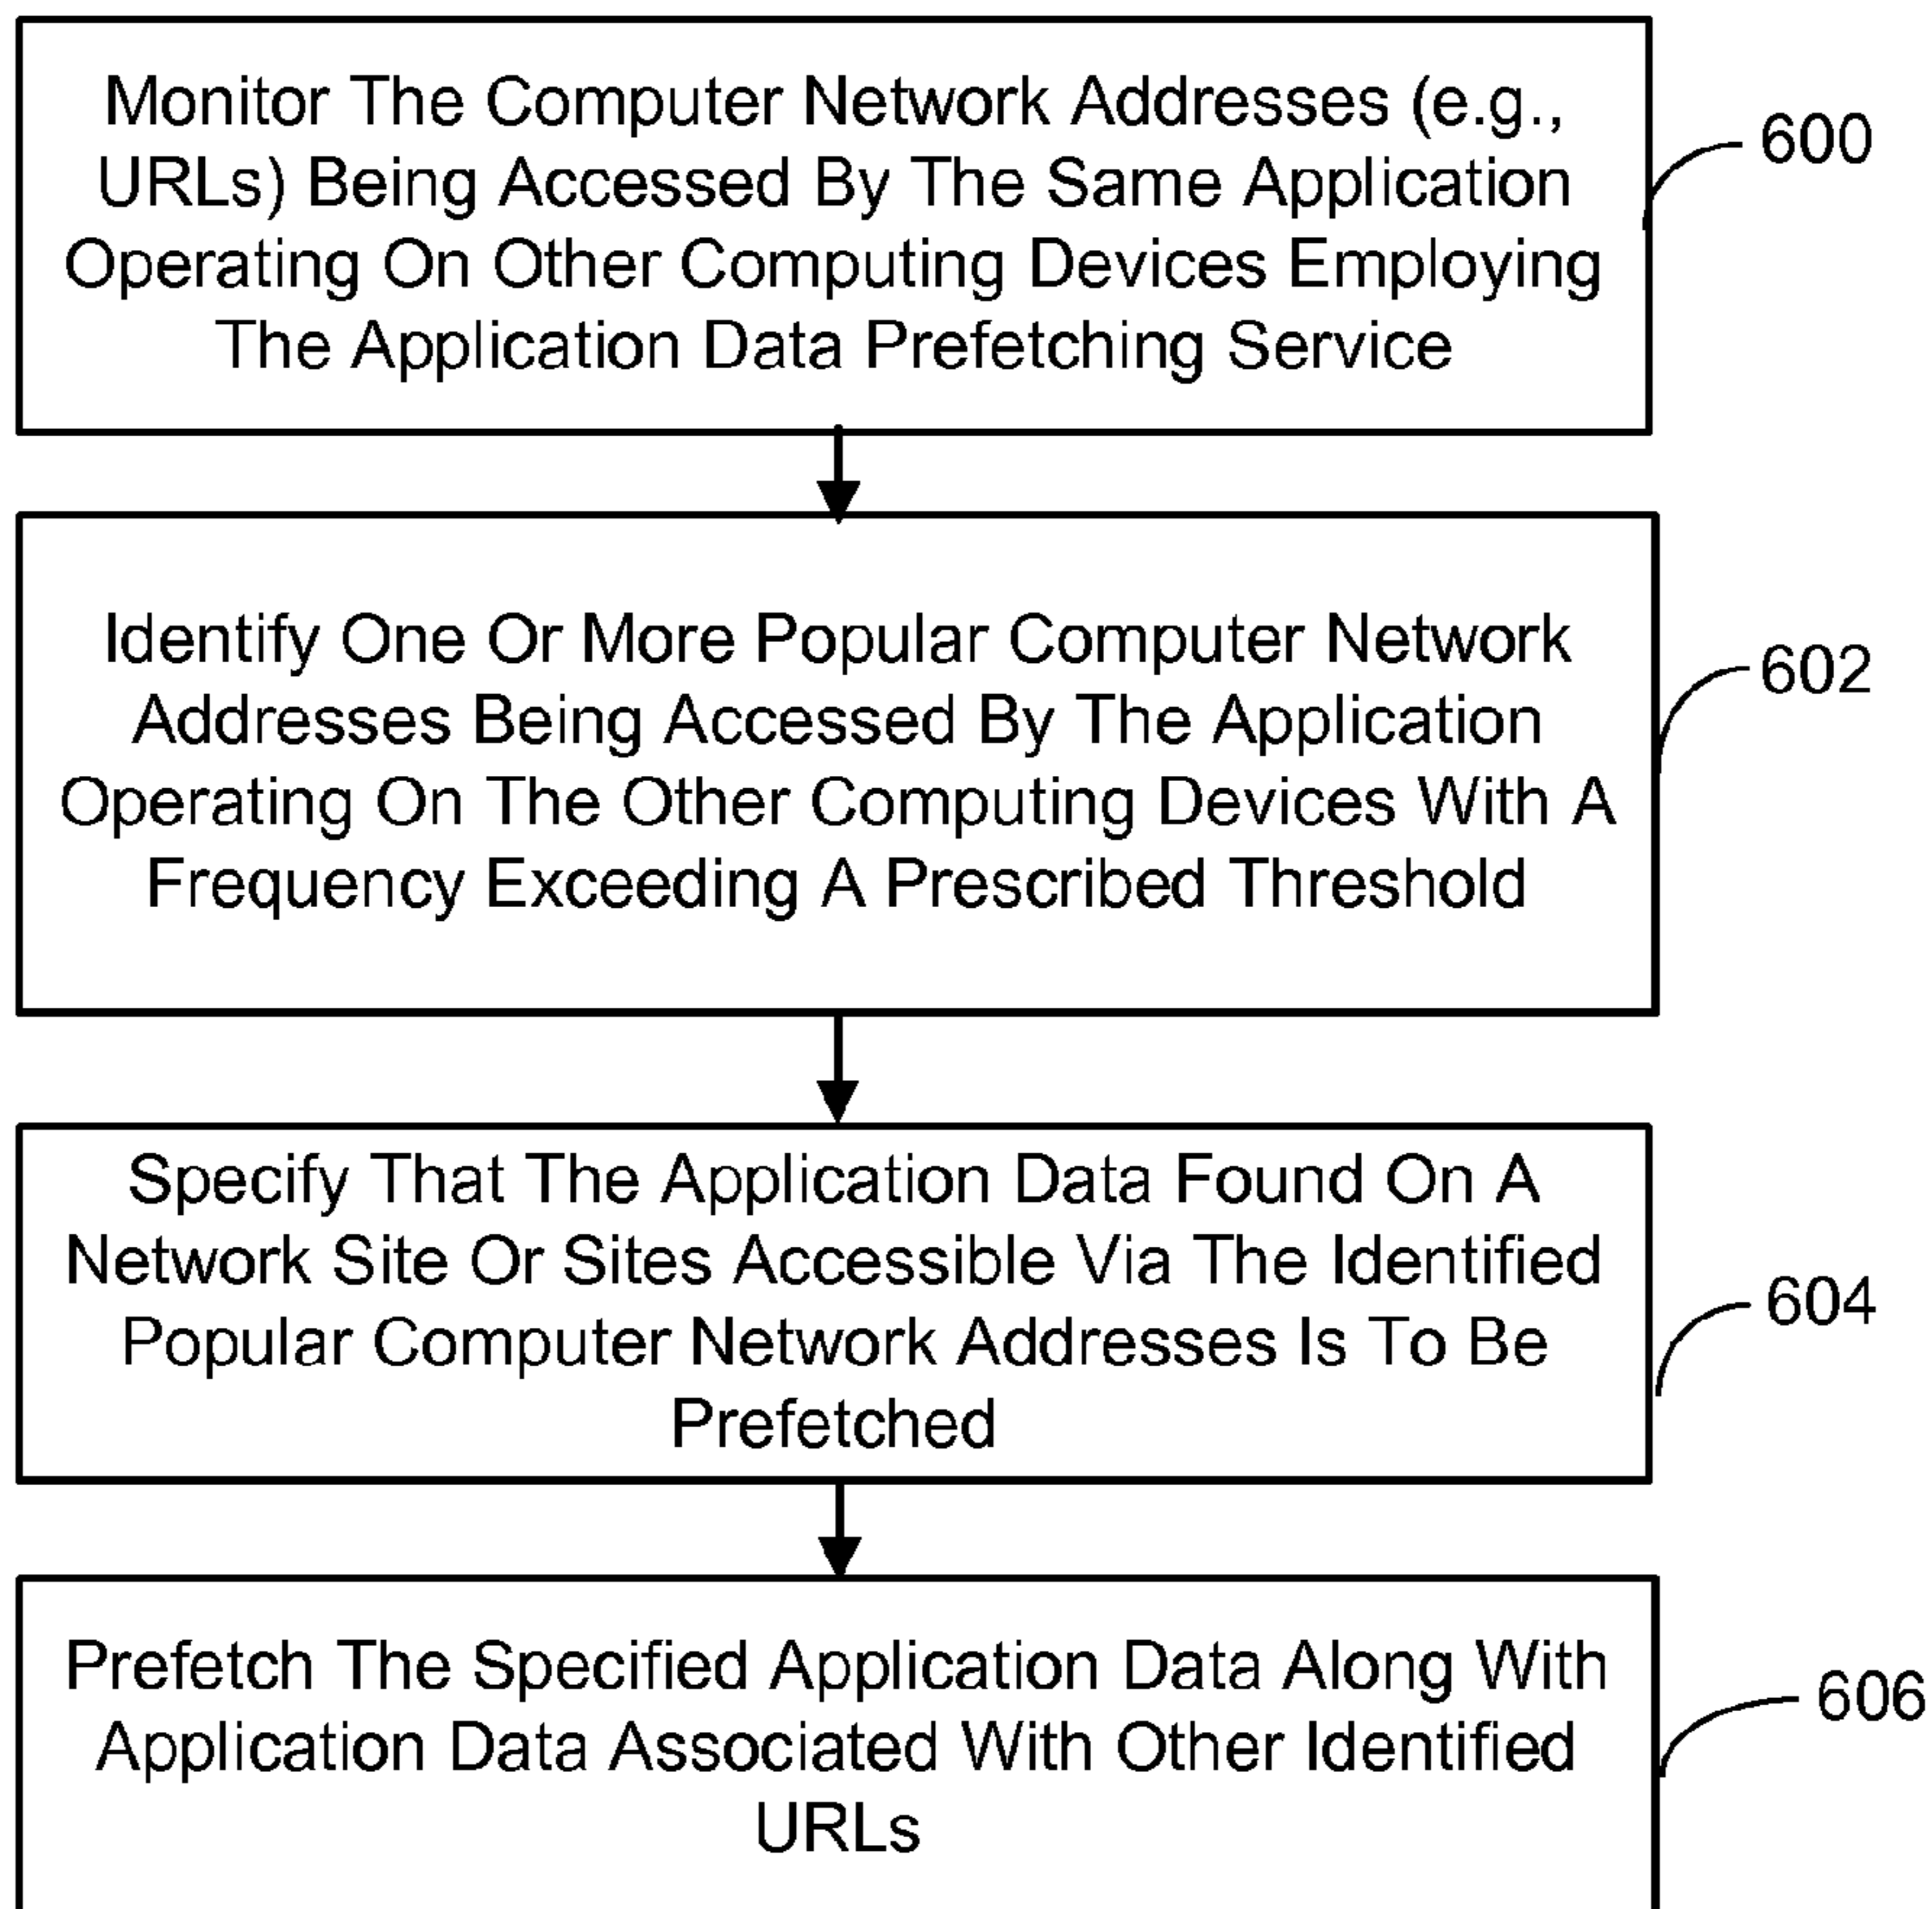 Monitor The Computer Network Addresses (e.g.,
URLs) Being Accessed By The Same Application
Operating On Other Computing Devices Employing
The Application Data Prefetching Service
600
Identify One Or More Popular Computer Network
Addresses Being Accessed By The Application
Operating On The Other Computing Devices With A
Frequency Exceeding A Prescribed Threshold
602
Specify That The Application Data Found On A
Network Site Or Sites Accessible Via The Identified
Popular Computer Network Addresses Is To Be
Prefetched
604
Prefetch The Specified Application Data Along With
Application Data Associated With Other Identified
URLs
606